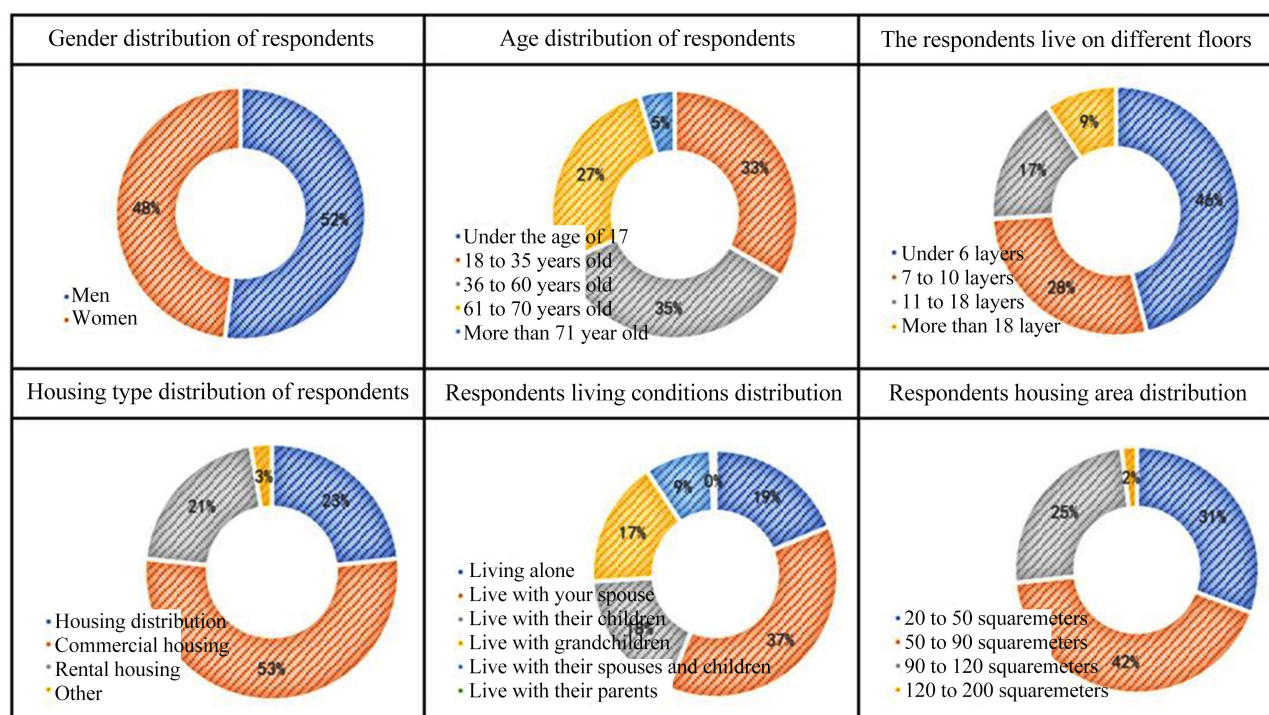 Gender distribution of respondents
Age distribution of respondents
The respondents live on different floors
48%
52%
Men
Women
5%
33%
27%
35%
Under the age of 17
18 to 35 years old
36 to 60 years old
61 to 70 years old
More than 71 year old
9%
17%
46%
28%
Under 6 layers
7 to 10 layers
11 to 18 layers
More than 18 layer
Housing type distribution of respondents
Respondents living conditions distribution
Respondents housing area distribution
3%
23%
21%
53%
Housing distribution
Commercial housing
Rental housing
Other
0%
9%
19%
17%
18%
37%
Living alone
Live with your spouse
Live with their children
Live with grandchildren
Live with their spouses and children
Live with their parents
2%
31%
25%
42%
20 to 50 squaremeters
50 to 90 squaremeters
90 to 120 squaremeters
120 to 200 squaremeters